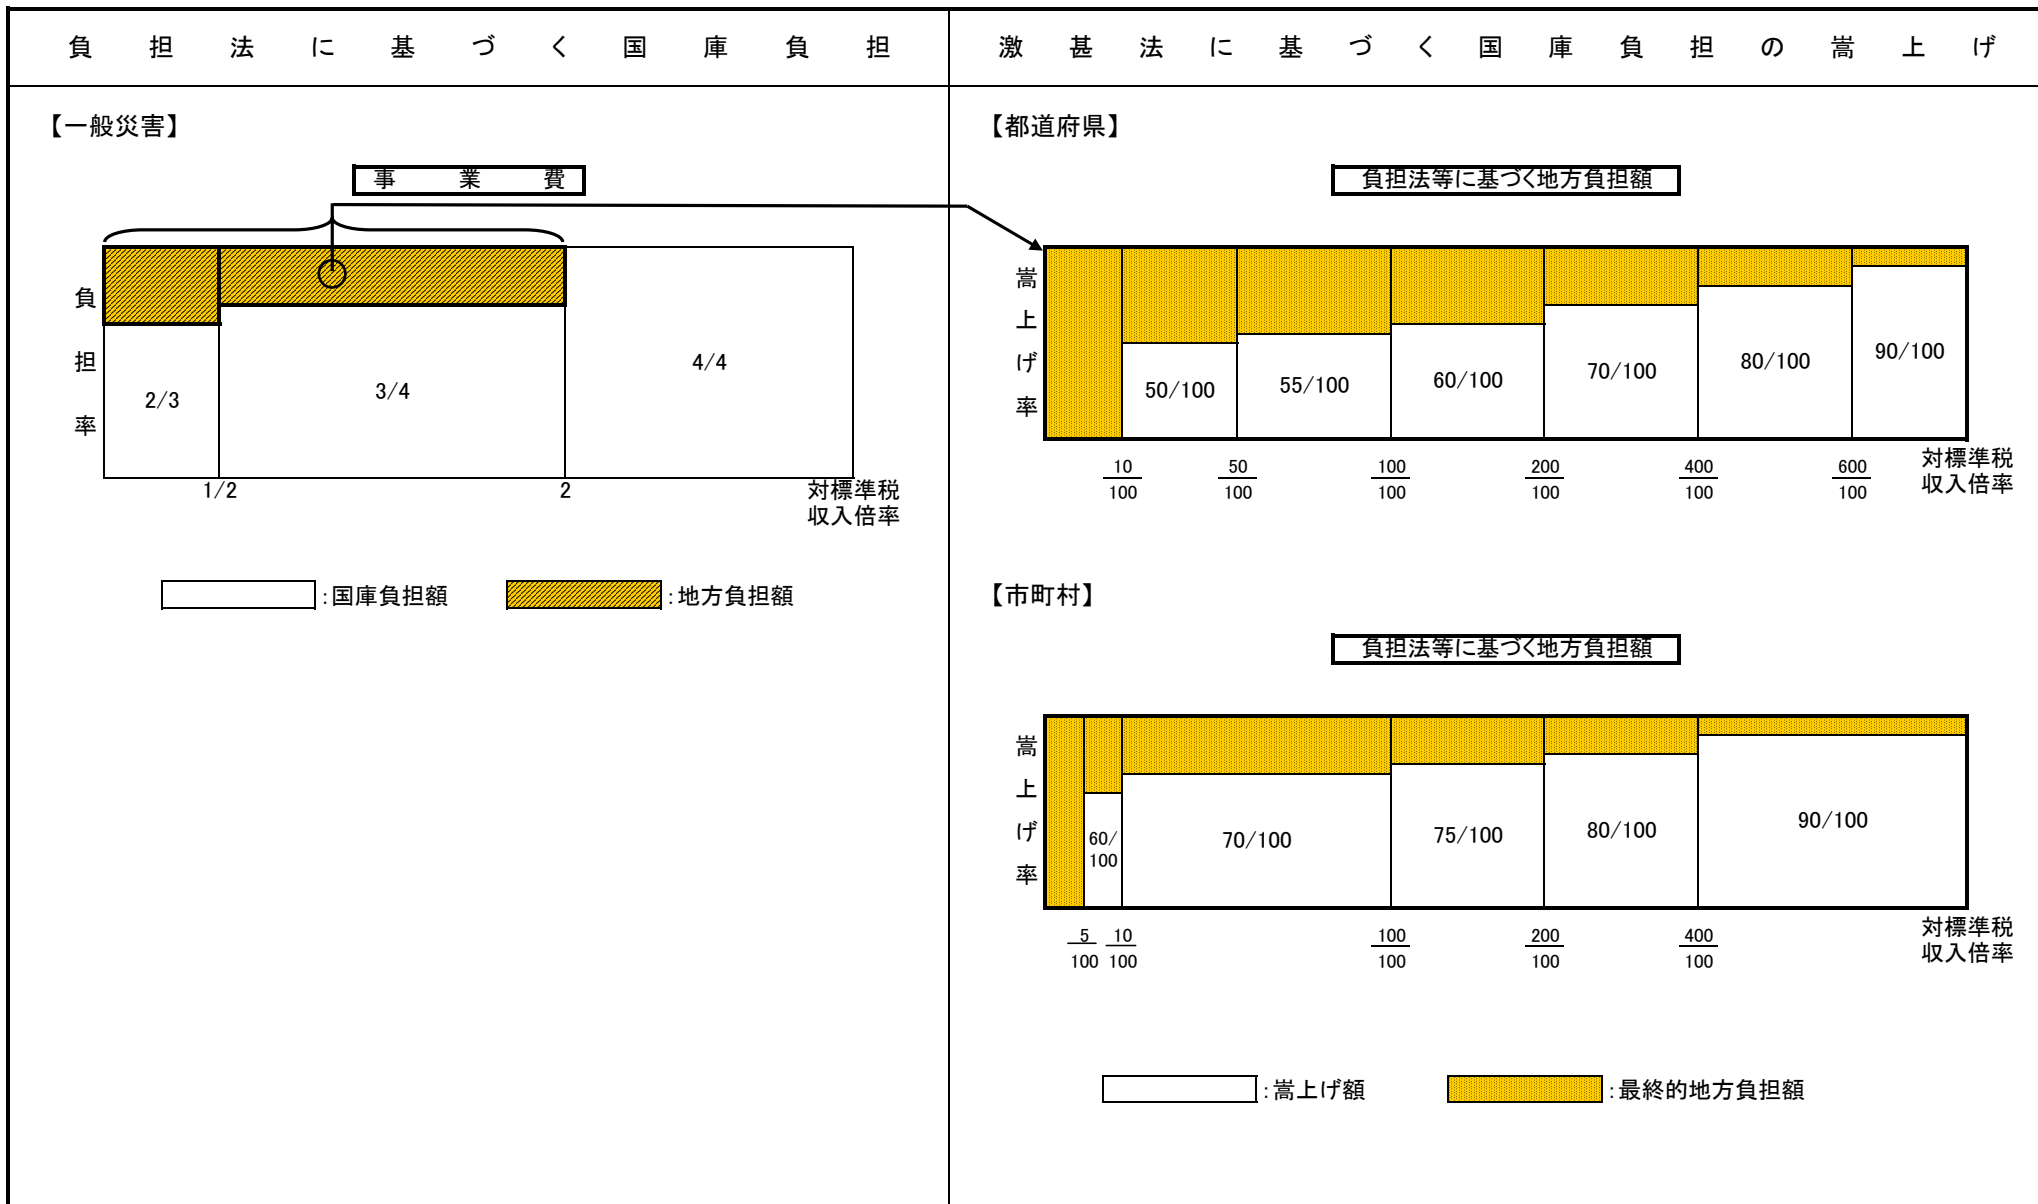 負担法に基づく国庫負担
【一般災害】
事業費
負担率
2/3
3/4
4/4
1/2
2
対標準税
収入倍率
:国庫負担額
:地方負担額
激甚法に基づく国庫負担の嵩上げ
【都道府県】
負担法等に基づく地方負担額
嵩上げ率
50/100
55/100
60/100
70/100
80/100
90/100
10
100
50
100
100
100
200
100
400
100
600
100
対標準税
収入倍率
【市町村】
負担法等に基づく地方負担額
嵩上げ率
60/
100
70/100
75/100
80/100
90/100
5
100
10
100
100
100
200
100
400
100
対標準税
収入倍率
:嵩上げ額
:最終的地方負担額